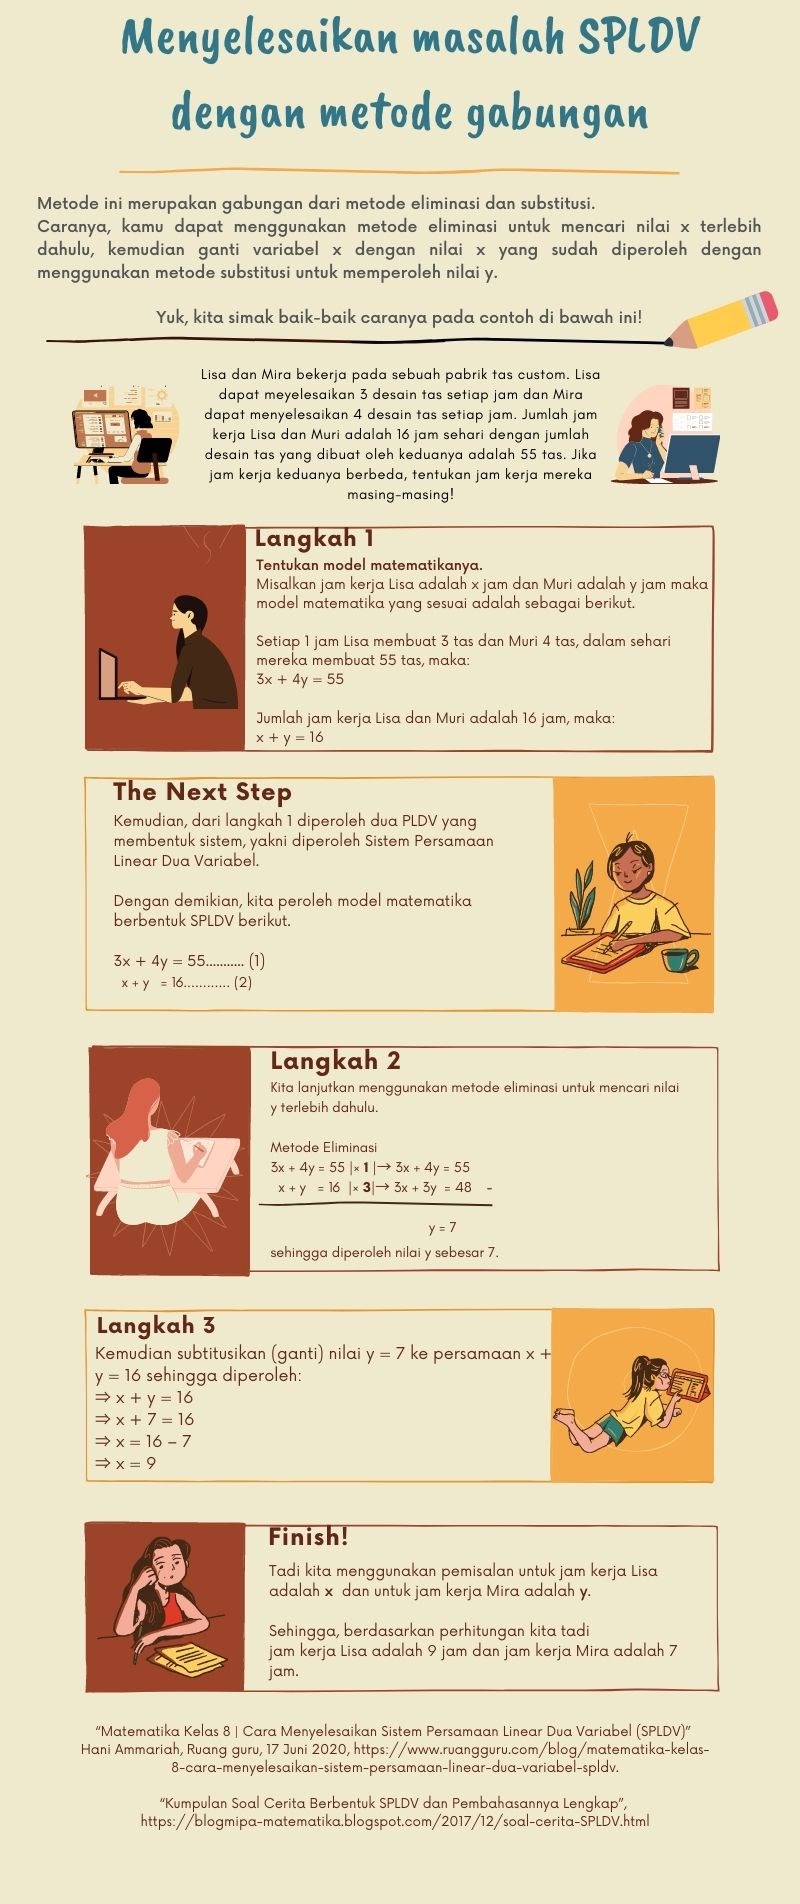 Menyelesaikan masalah SPLDV
dengan metode gabungan
Metode ini merupakan gabungan dari metode eliminasi dan substitusi.
Caranya, kamu dapat menggunakan metode eliminasi untuk mencari nilai x terlebih
dahulu, kemudian ganti variabel x dengan nilai x yang sudah diperoleh dengan
menggunakan metode substitusi untuk memperoleh nilai y.
Yuk, kita simak baik-baik caranya pada contoh di bawah ini!
Lisa dan Mira bekerja pada sebuah pabrik tas custom. Lisa
dapat meyelesaikan 3 desain tas setiap jam dan Mira
dapat menyelesaikan 4 desain tas setiap jam. Jumlah jam
kerja Lisa dan Muri adalah 16 jam sehari dengan jumlah
desain tas yang dibuat oleh keduanya adalah 55 tas. Jika
jam kerja keduanya berbeda, tentukan jam kerja mereka
masing-masing!
Langkah 1
Tentukan model matematikanya.
Misalkan jam kerja Lisa adalah x jam dan Muri adalah y jam maka
model matematika yang sesuai adalah sebagai berikut.
Setiap 1 jam Lisa membuat 3 tas dan Muri 4 tas, dalam sehari
mereka membuat 55 tas, maka:
3x + 4y = 55
Jumlah jam kerja Lisa dan Muri adalah 16 jam, maka:
x + y = 16
The Next Step
Kemudian, dari langkah 1 diperoleh dua PLDV yang
membentuk sistem, yakni diperoleh Sistem Persamaan
Linear Dua Variabel.
Dengan demikian, kita peroleh model matematika
berbentuk SPLDV berikut.
3x + 4y = 55........... (1)
x + y = 16............ (2)
Langkah 2
Kita lanjutkan menggunakan metode eliminasi untuk mencari nilai
y terlebih dahulu.
Metode Eliminasi
3x + 4y = 55 |× 1 |→ 3x + 4y = 55
x + y = 16 |× 3|→ 3x + 3y = 48 -
y = 7
sehingga diperoleh nilai y sebesar 7.
Langkah 3
Kemudian subtitusikan (ganti) nilai y = 7 ke persamaan x +
y = 16 sehingga diperoleh:
⇒ x + y = 16
⇒ x + 7 = 16
⇒ x = 16 – 7
⇒ x = 9
Finish!
Tadi kita menggunakan pemisalan untuk jam kerja Lisa
adalah x dan untuk jam kerja Mira adalah y.
Sehingga, berdasarkan perhitungan kita tadi
jam kerja Lisa adalah 9 jam dan jam kerja Mira adalah 7
jam.
“Matematika Kelas 8 | Cara Menyelesaikan Sistem Persamaan Linear Dua Variabel (SPLDV)”
Hani Ammariah, Ruang guru, 17 Juni 2020, https://www.ruangguru.com/blog/matematika-kelas-
8-cara-menyelesaikan-sistem-persamaan-linear-dua-variabel-spldv.
“Kumpulan Soal Cerita Berbentuk SPLDV dan Pembahasannya Lengkap”,
https://blogmipa-matematika.blogspot.com/2017/12/soal-cerita-SPLDV.html